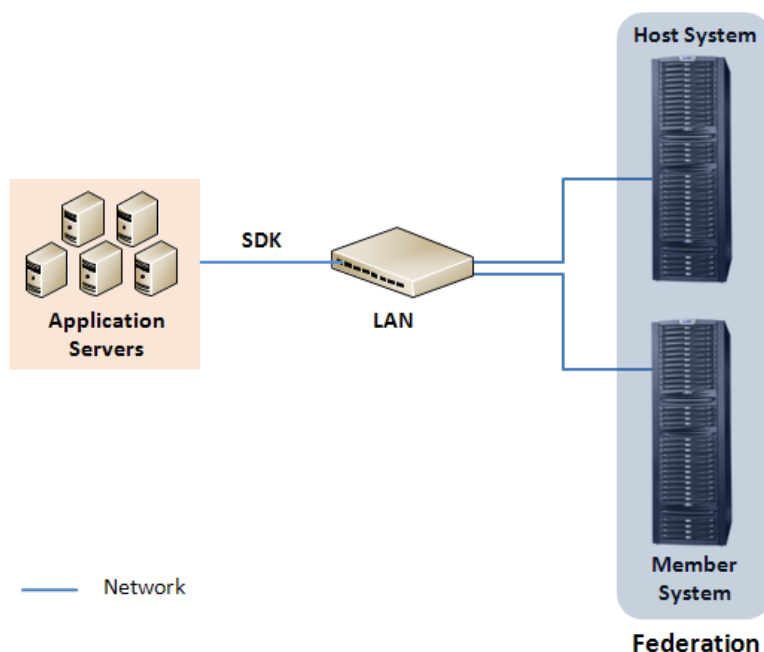 Host System
SDK
Application
Servers
LAN
Member
System
Network
Federation